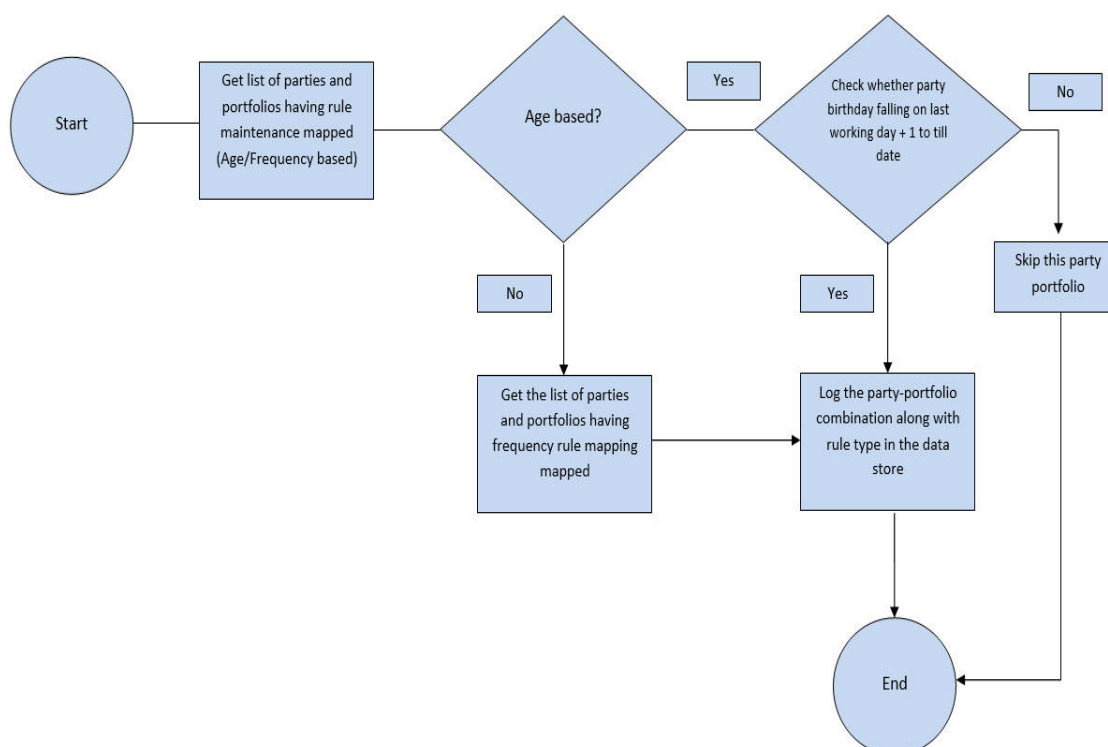 Start
Get list of parties
and portfolios
having rule
maintenance mapped
(Age/Frequency based)
Age based?
Yes
Check whether party
birthday falling on last
working day + 1 to till
date
No
Skip this party
portfolio
No
Yes
Get the list of parties
and portfolios having
frequency rule mapping
mapped
Log the party-portfolio
combination along with
rule type in the data
store
End